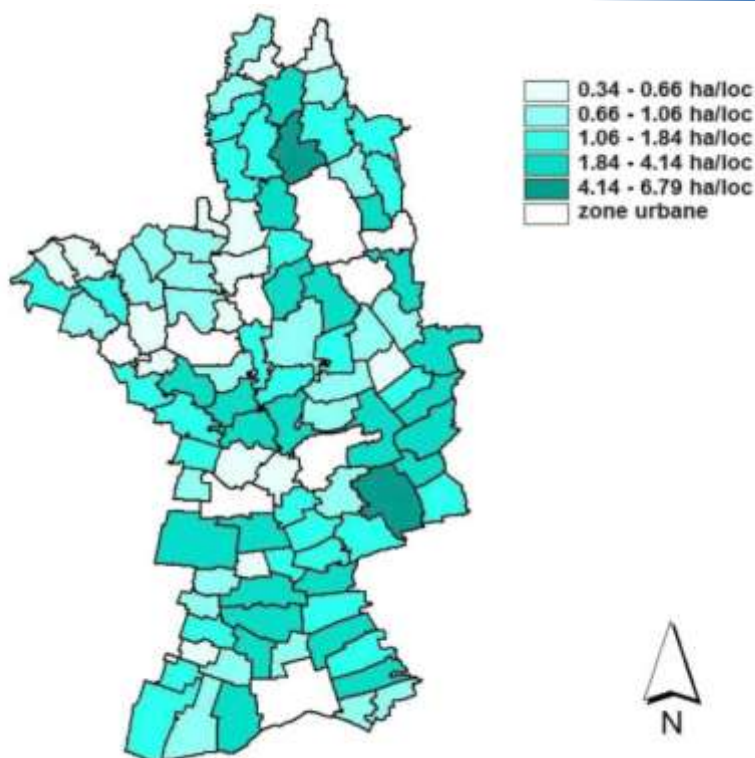 0.34 - 0.66 ha/loc
0.66 - 1.06 ha/loc
1.06 - 1.84 ha/loc
1.84 - 4.14 ha/loc
4.14 - 6.79 ha/loc
zone urbane
N